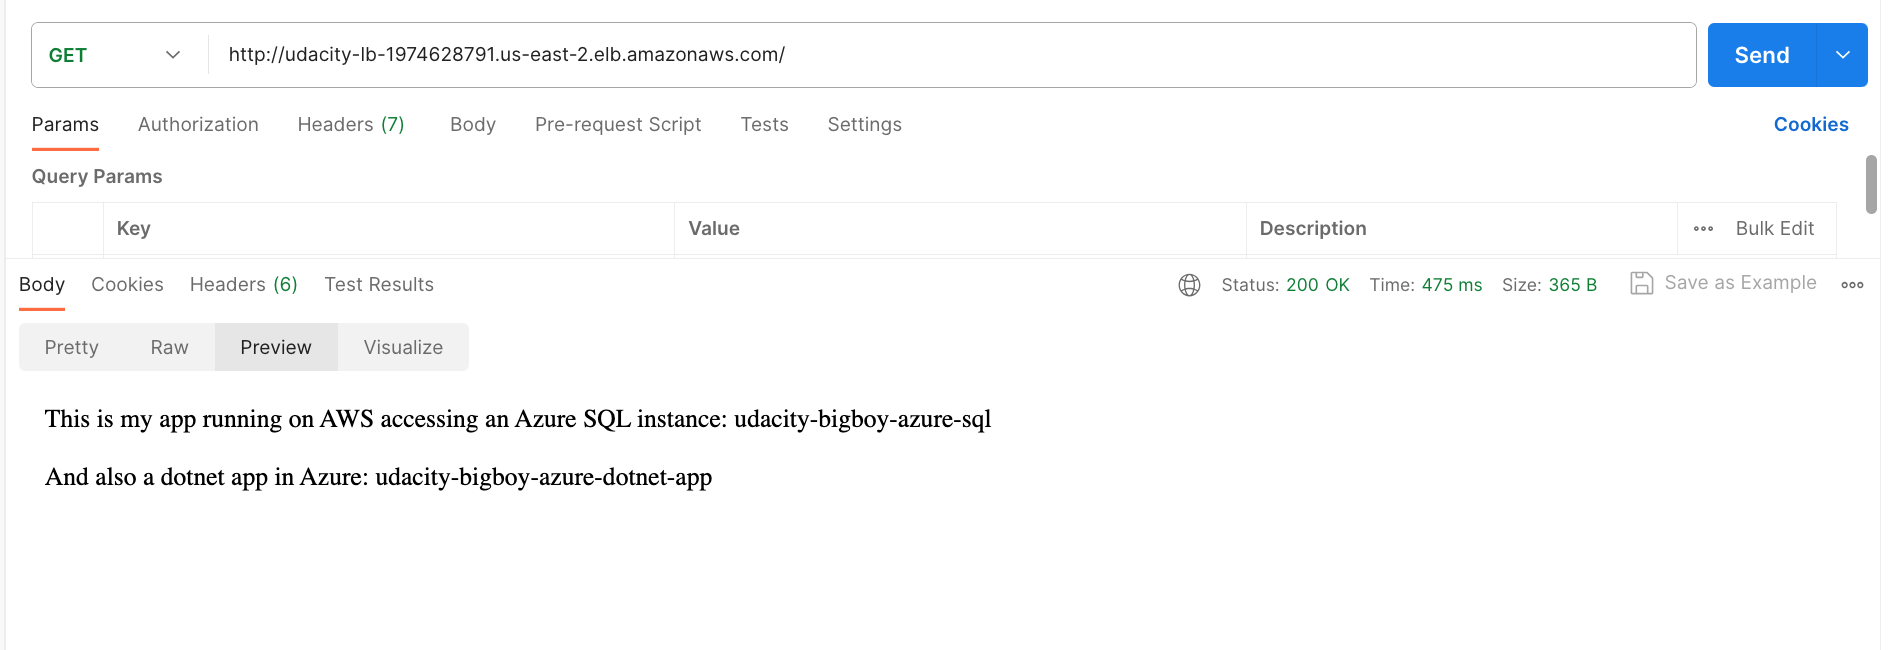 GET http://udacity-lb-1974628791.us-east-2.elb.amazonaws.com/ Send
Params Authorization Headers (7) Body Pre-request Script Tests Settings Cookies
Query Params
Key Value Description Bulk Edit
Body Cookies Headers (6) Test Results Status: 200 OK Time: 475 ms Size: 365 B Save as Example
Pretty Raw Preview Visualize
This is my app running on AWS accessing an Azure SQL instance: udacity-bigboy-azure-sql
And also a dotnet app in Azure: udacity-bigboy-azure-dotnet-app